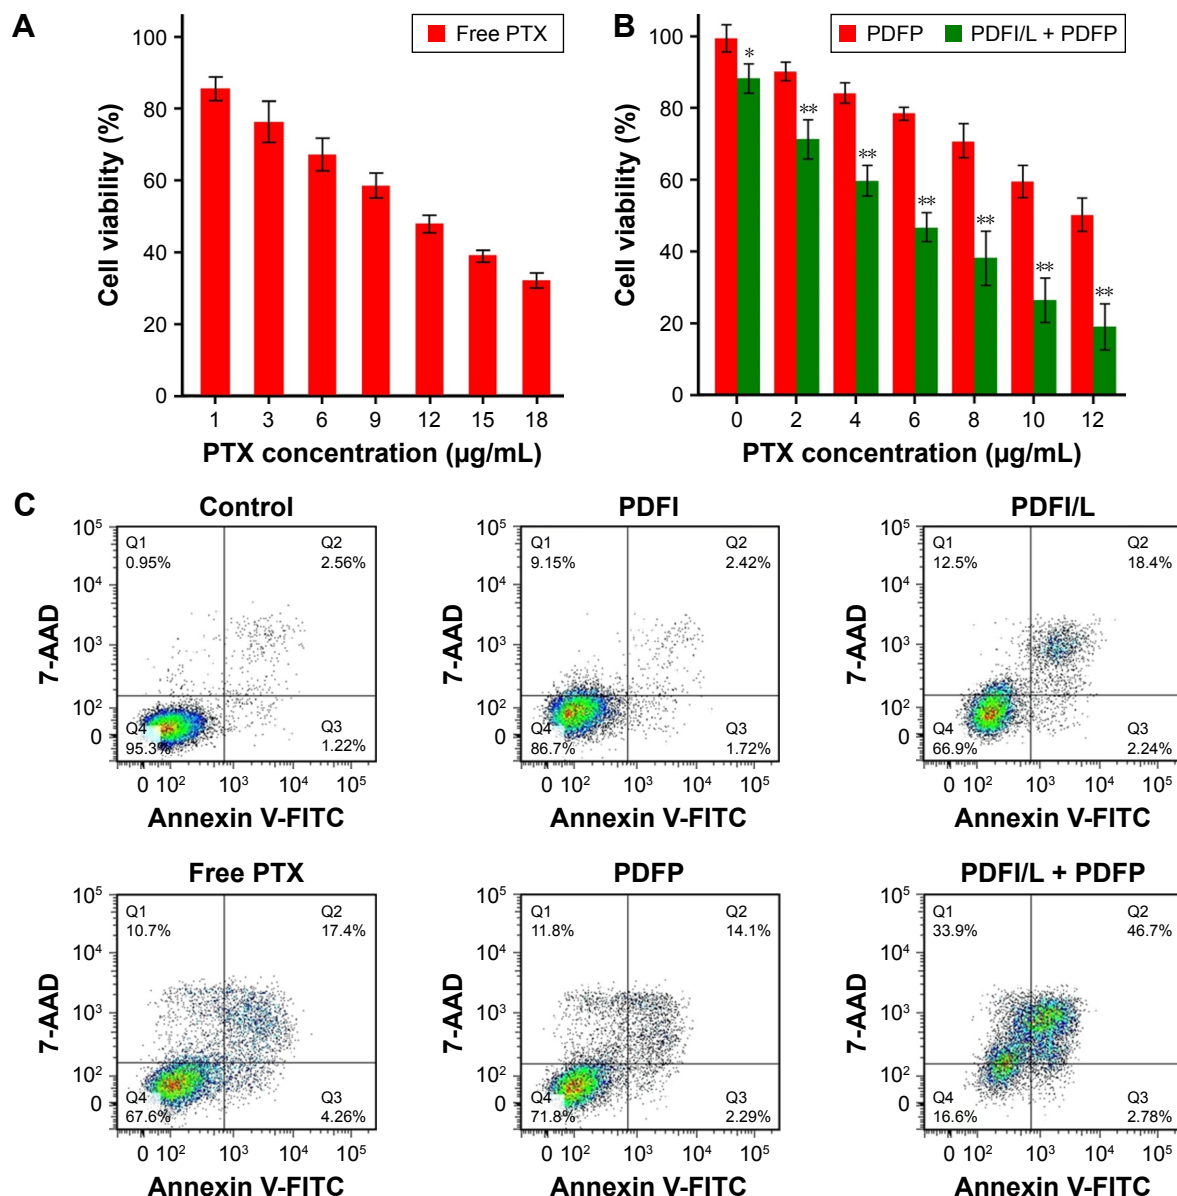 A
Free PTX
100
80
60
40
20
0
Cell viability (%)
1 3 6 9 12 15 18
PTX concentration (µg/mL)
B
PDFP PDFI/L + PDFP
100
80
60
40
20
0
Cell viability (%)
* ** ** ** ** ** **
0 2 4 6 8 10 12
PTX concentration (µg/mL)
C
Control
10⁵
10⁴
10³
10²
0
7-AAD
Q1 Q2
0.95% 2.56%
Q4 Q3
95.3% 1.22%
0 10² 10³ 10⁴ 10⁵
Annexin V-FITC
PDFI
10⁵
10⁴
10³
10²
0
7-AAD
Q1 Q2
9.15% 2.42%
Q4 Q3
86.7% 1.72%
0 10² 10³ 10⁴ 10⁵
Annexin V-FITC
PDFI/L
10⁵
10⁴
10³
10²
0
7-AAD
Q1 Q2
12.5% 18.4%
Q4 Q3
66.9% 2.24%
0 10² 10³ 10⁴ 10⁵
Annexin V-FITC
Free PTX
10⁵
10⁴
10³
10²
0
7-AAD
Q1 Q2
10.7% 17.4%
Q4 Q3
67.6% 4.26%
0 10² 10³ 10⁴ 10⁵
Annexin V-FITC
PDFP
10⁵
10⁴
10³
10²
0
7-AAD
Q1 Q2
11.8% 14.1%
Q4 Q3
71.8% 2.29%
0 10² 10³ 10⁴ 10⁵
Annexin V-FITC
PDFI/L + PDFP
10⁵
10⁴
10³
10²
0
7-AAD
Q1 Q2
33.9% 46.7%
Q4 Q3
16.6% 2.78%
0 10² 10³ 10⁴ 10⁵
Annexin V-FITC